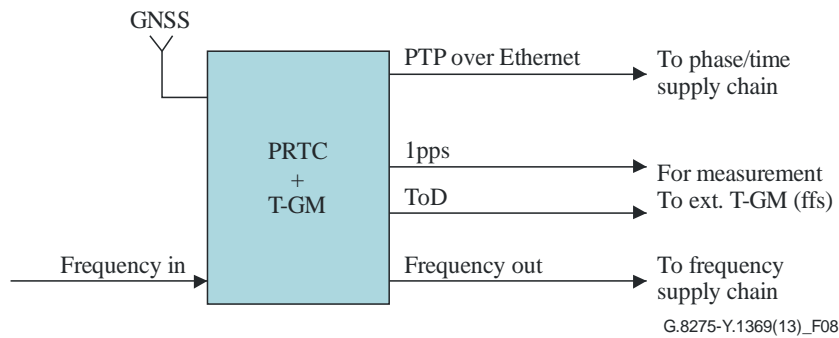 GNSS
PTP over Ethernet
To phase/time
supply chain
PRTC
+
T-GM
1pps
ToD
For measurement
To ext. T-GM (ffs)
Frequency in
Frequency out
To frequency
supply chain
G.8275-Y.1369(13)_F08